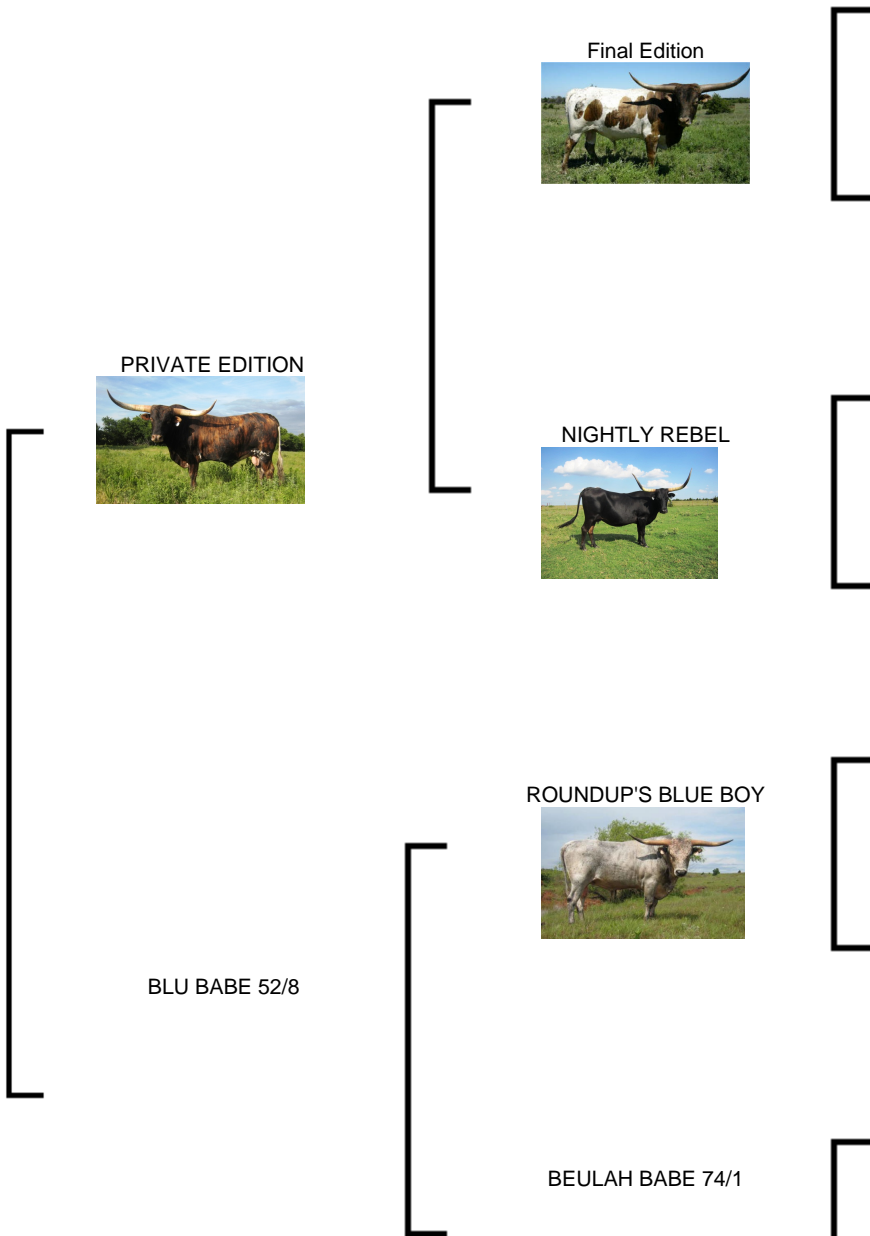 Final Edition
PRIVATE EDITION
NIGHTLY REBEL
ROUNDUP'S BLUE BOY
BLU BABE 52/8
BEULAH BABE 74/1